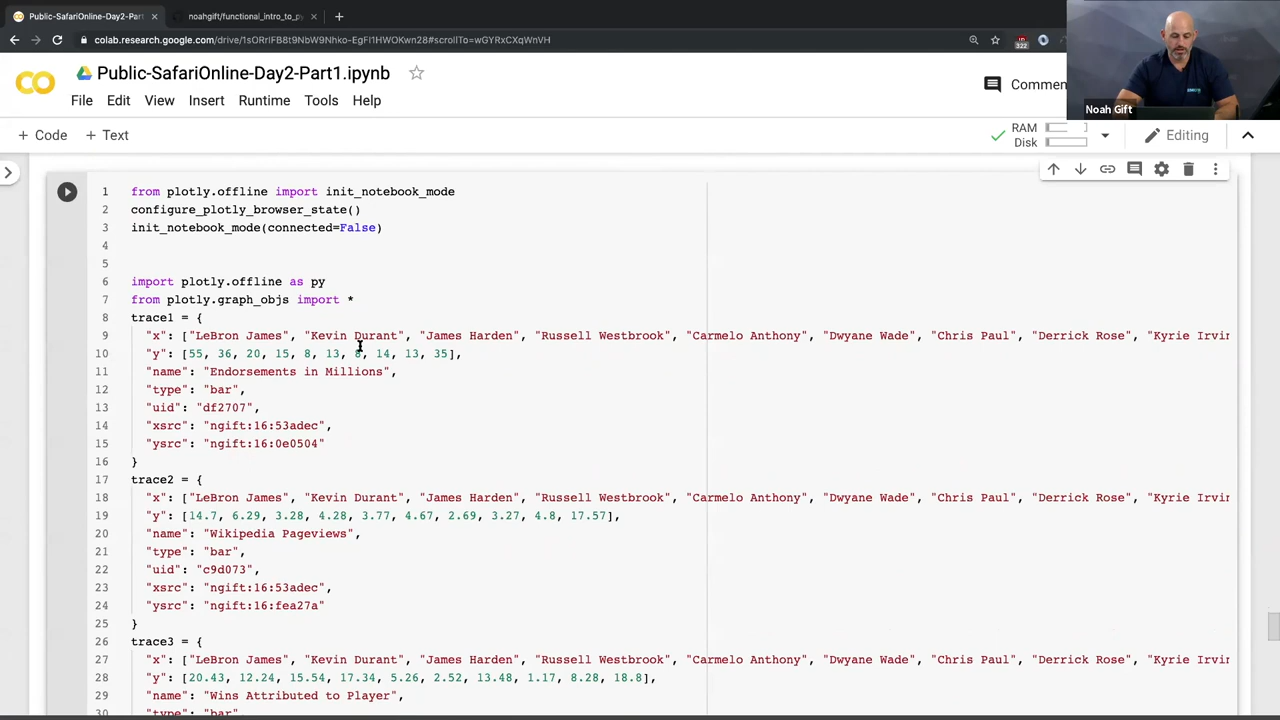 Public-SafariOnline-Day2-Part1
noahgift/functional_intro_to_py
colab.research.google.com/drive/1sORrIFB8t9NbW9Nhko-EgFI1HWOKwn28#scrollTo=wGYRxCXqWnVH
322
CO
Public-SafariOnline-Day2-Part1.ipynb
File Edit View Insert Runtime Tools Help
Comment
Noah Gift
+ Code + Text
RAM
Disk
Editing
1 from plotly.offline import init_notebook_mode
2 configure_plotly_browser_state()
3 init_notebook_mode(connected=False)
4
5
6 import plotly.offline as py
7 from plotly.graph_objs import *
8 trace1 = {
9 "x": ["LeBron James", "Kevin Durant", "James Harden", "Russell Westbrook", "Carmelo Anthony", "Dwyane Wade", "Chris Paul", "Derrick Rose", "Kyrie Irvin
10 "y": [55, 36, 20, 15, 8, 13, 8, 14, 13, 35],
11 "name": "Endorsements in Millions",
12 "type": "bar",
13 "uid": "df2707",
14 "xsrc": "ngift:16:53adec",
15 "ysrc": "ngift:16:0e0504"
16 }
17 trace2 = {
18 "x": ["LeBron James", "Kevin Durant", "James Harden", "Russell Westbrook", "Carmelo Anthony", "Dwyane Wade", "Chris Paul", "Derrick Rose", "Kyrie Irvin
19 "y": [14.7, 6.29, 3.28, 4.28, 3.77, 4.67, 2.69, 3.27, 4.8, 17.57],
20 "name": "Wikipedia Pageviews",
21 "type": "bar",
22 "uid": "c9d073",
23 "xsrc": "ngift:16:53adec",
24 "ysrc": "ngift:16:fea27a"
25 }
26 trace3 = {
27 "x": ["LeBron James", "Kevin Durant", "James Harden", "Russell Westbrook", "Carmelo Anthony", "Dwyane Wade", "Chris Paul", "Derrick Rose", "Kyrie Irvin
28 "y": [20.43, 12.24, 15.54, 17.34, 5.26, 2.52, 13.48, 1.17, 8.28, 18.8],
29 "name": "Wins Attributed to Player",
30 "type": "bar",